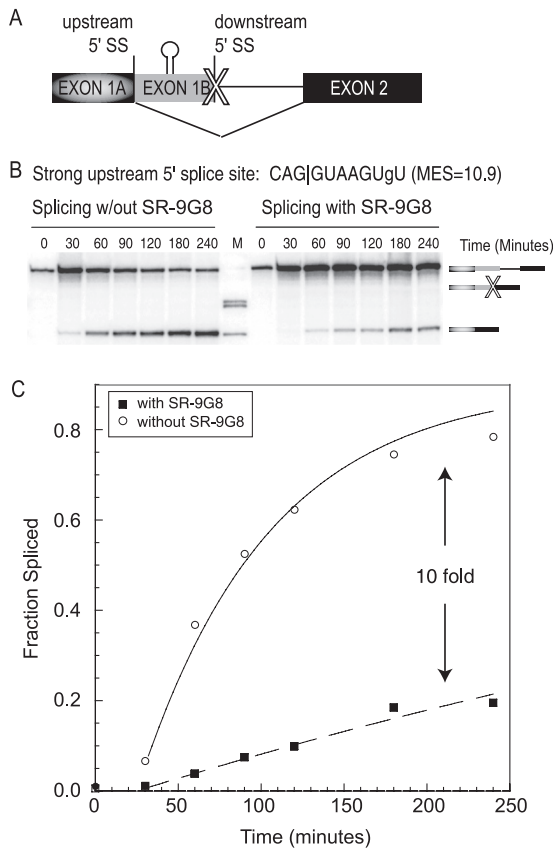 A
upstream
5' SS
downstream
5' SS
EXON 1A
EXON 1B
EXON 2
B
Strong upstream 5' splice site: CAG|GUAAGUgU (MES=10.9)
Splicing w/out SR-9G8
Splicing with SR-9G8
0 30 60 90 120 180 240 M 0 30 60 90 120 180 240 Time (Minutes)
C
with SR-9G8
without SR-9G8
10 fold
Fraction Spliced
0.8
0.6
0.4
0.2
0.0
0 50 100 150 200 250
Time (minutes)